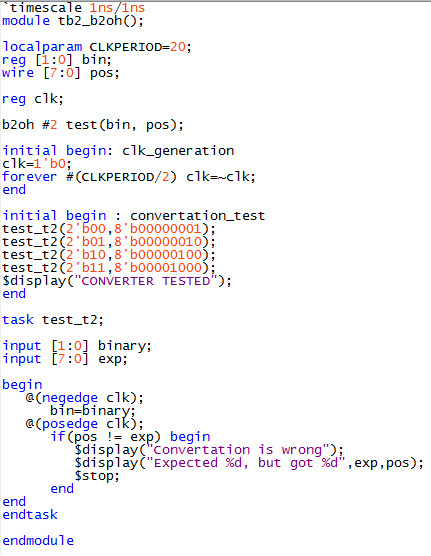 `timescale 1ns/1ns
module tb2_b2oh();
localparam CLKPERIOD=20;
reg [1:0] bin;
wire [7:0] pos;
reg clk;
b2oh #2 test(bin, pos);
initial begin: clk_generation
clk=1'b0;
forever #(CLKPERIOD/2) clk=~clk;
end
initial begin : convertation_test
test_t2(2'b00,8'b00000001);
test_t2(2'b01,8'b00000010);
test_t2(2'b10,8'b00000100);
test_t2(2'b11,8'b00001000);
$display("CONVERTER TESTED");
end
task test_t2;
input [1:0] binary;
input [7:0] exp;
begin
@(negedge clk);
bin=binary;
@(posedge clk);
if(pos != exp) begin
$display("Convertation is wrong");
$display("Expected %d, but got %d",exp,pos);
$stop;
end
end
endtask
endmodule